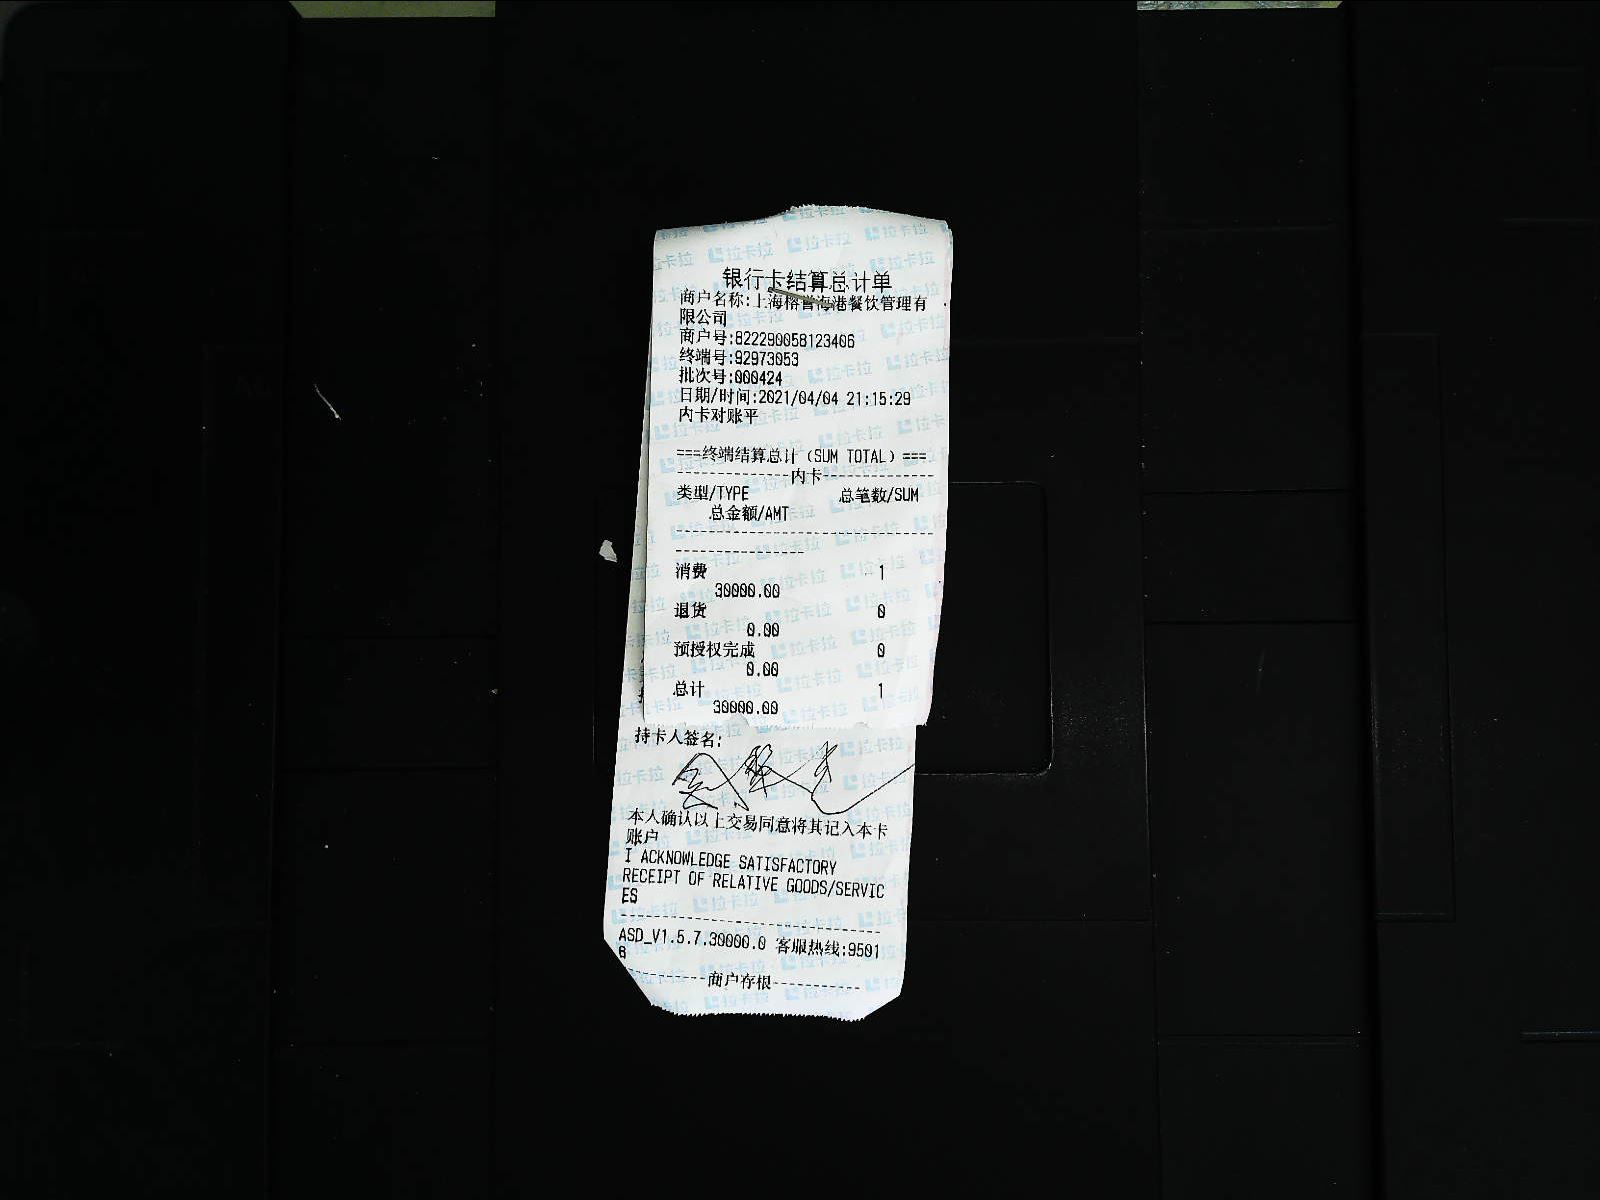 银行卡结算总计单
商户名称:上海榕晋海港餐饮管理有
限公司
商户号:822290058123406
终端号:92973053
批次号:000424
日期/时间:2021/04/04 21:15:29
内卡对账平
===终端结算总计（SUM TOTAL）===
----------------内卡----------------
类型/TYPE 总笔数/SUM
总金额/AMT
消费 1
30000.00
退货 0
0.00
预授权完成 0
0.00
总计 1
30000.00
持卡人签名:
本人确认以上交易同意将其记入本卡
账户
I ACKNOWLEDGE SATISFACTORY
RECEIPT OF RELATIVE GOODS/SERVIC
ES
ASD_V1.5.7.30000.0 客服热线:9501
6
-----------商户存根-----------